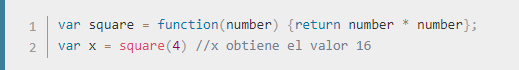 1 var square = function(number) {return number * number};
2 var x = square(4) //x obtiene el valor 16